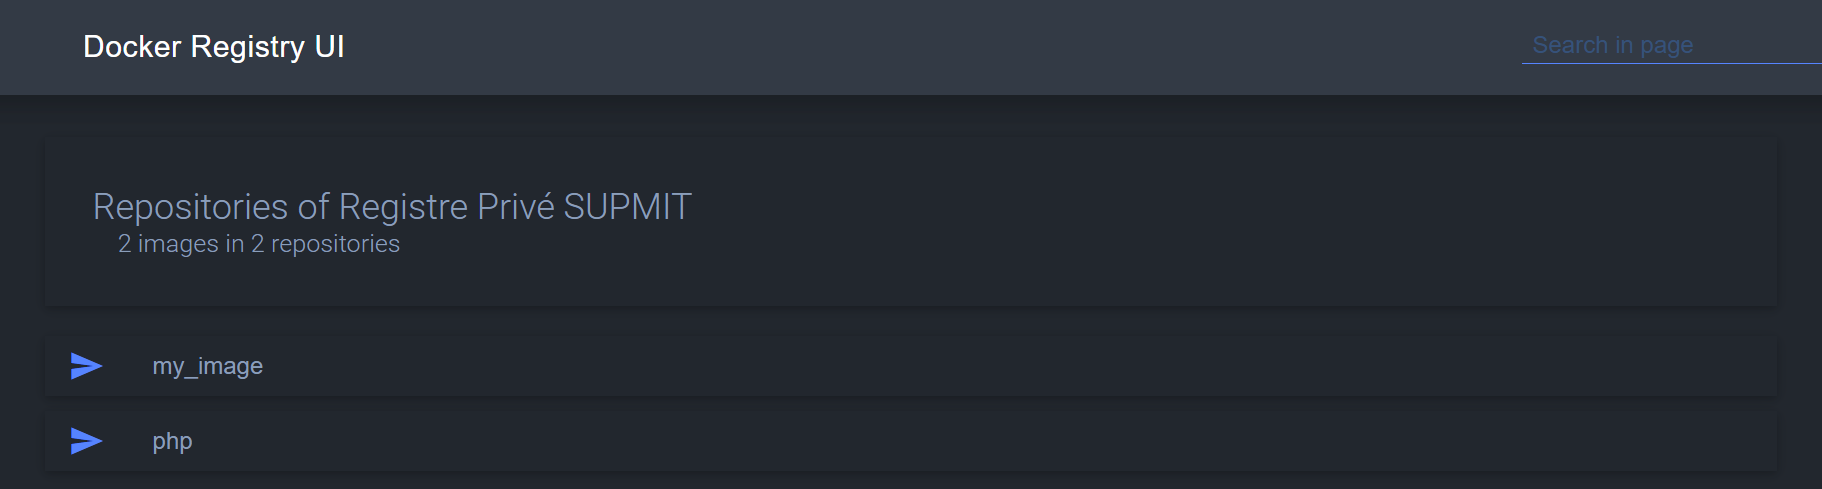 Docker Registry UI
Search in page
Repositories of Registre Privé SUPMIT
2 images in 2 repositories
my_image
php